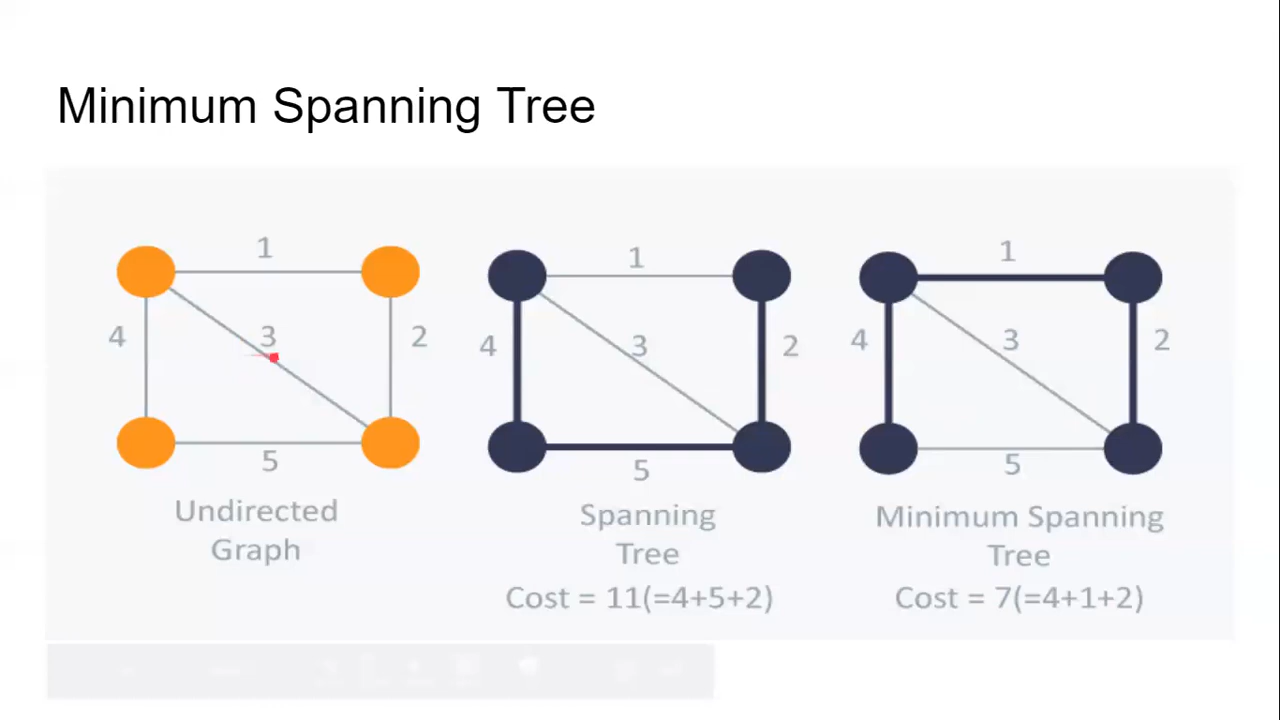 Minimum Spanning Tree
1
4
3
2
5
Undirected
Graph
1
4
3
2
5
Spanning
Tree
Cost = 11(=4+5+2)
1
4
3
2
5
Minimum Spanning
Tree
Cost = 7(=4+1+2)